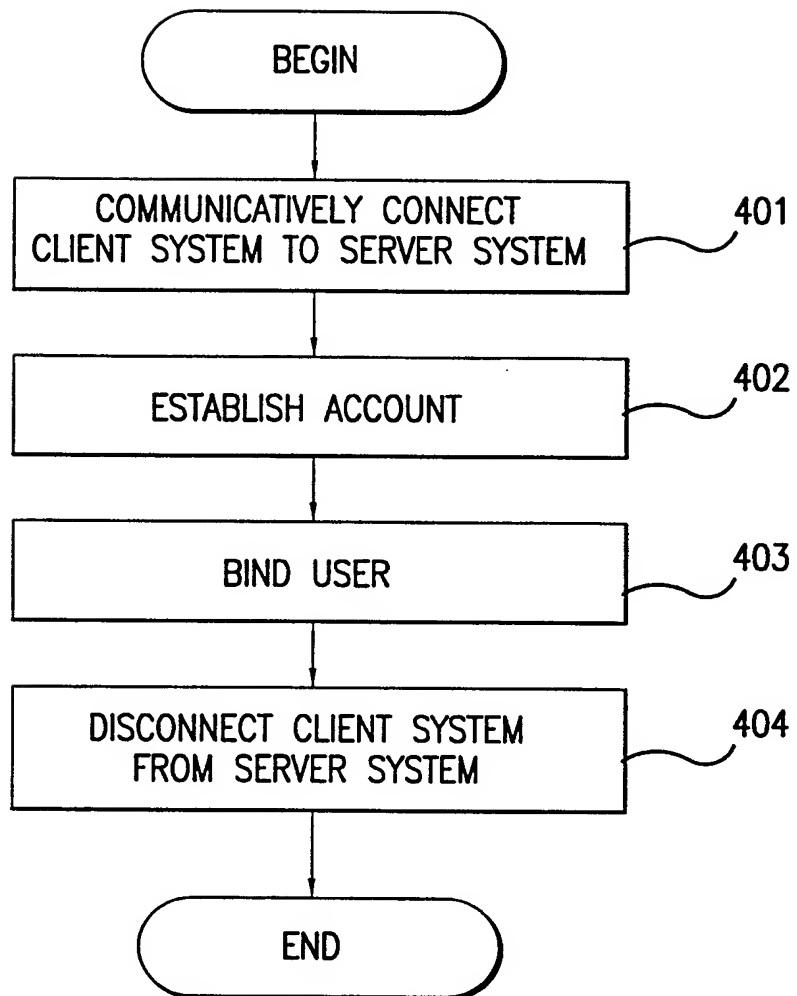 BEGIN
COMMUNICATIVELY CONNECT
CLIENT SYSTEM TO SERVER SYSTEM
401
ESTABLISH ACCOUNT
402
BIND USER
403
DISCONNECT CLIENT SYSTEM
FROM SERVER SYSTEM
404
END